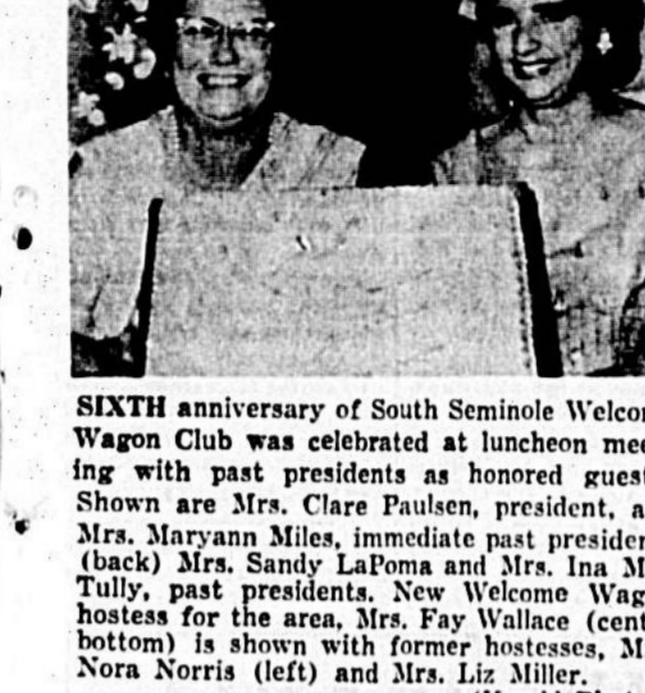 SIXTH anniversary of South Seminole Welcom
Wagon Club was celebrated at luncheon mee
ing with past presidents as honored guest
Shown are Mrs. Clare Paulsen, president, a
Mrs. Maryann Miles, immediate past presiden
(back) Mrs. Sandy LaPoma and Mrs. Ina M
Tully, past presidents. New Welcome Wag
hostess for the area, Mrs. Fay Wallace (cent
bottom) is shown with former hostesses, M
Nora Norris (left) and Mrs. Liz Miller.